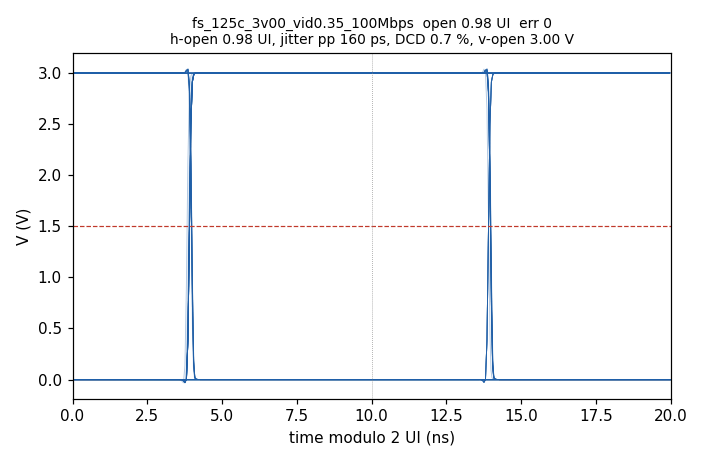 fs_125c_3v00_vid0.35_100Mbps  open 0.98 UI  err 0
h-open 0.98 UI, jitter pp 160 ps, DCD 0.7 %, v-open 3.00 V
V (V)
3.0
2.5
2.0
1.5
1.0
0.5
0.0
0.0 2.5 5.0 7.5 10.0 12.5 15.0 17.5 20.0
time modulo 2 UI (ns)